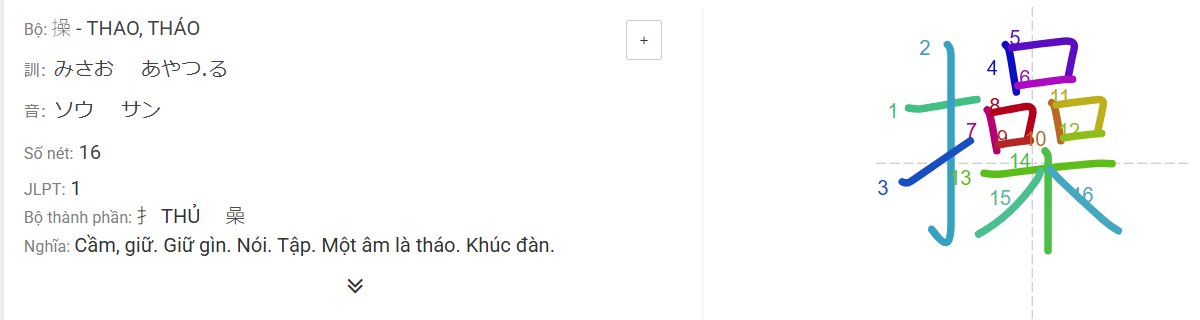 Bộ: 操 - THAO, THÁO
+
訓: みさお あやつ.る
音: ソウ サン
Số nét: 16
JLPT: 1
Bộ thành phần: 扌 THỦ 喿
Nghĩa: Cầm, giữ. Giữ gìn. Nói. Tập. Một âm là tháo. Khúc đàn.
操
1
2
3
4
5
6
7
8
9
10
11
12
13
14
15
16